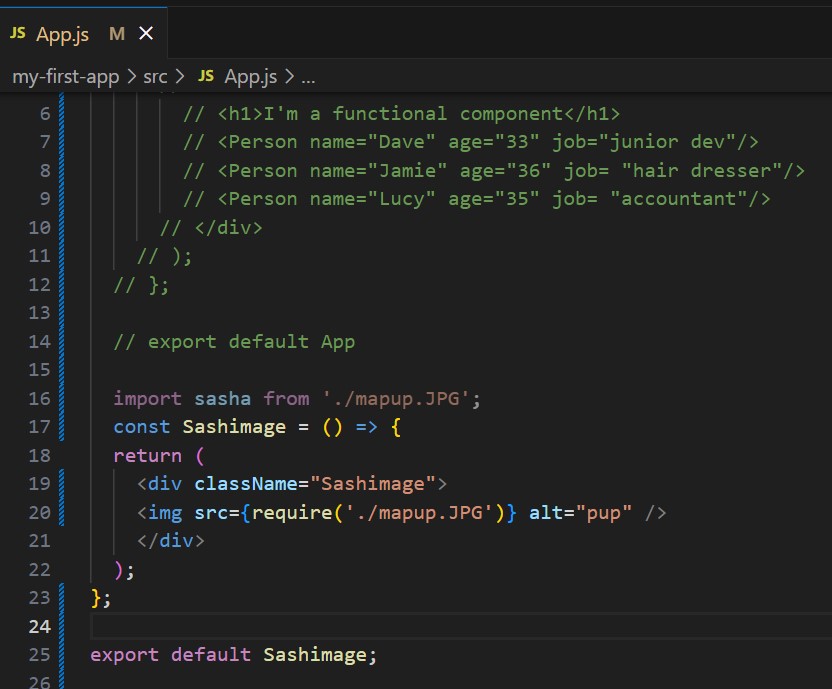 JS App.js M ×
my-first-app > src > JS App.js > ...
6 // <h1>I'm a functional component</h1>
7 // <Person name="Dave" age="33" job="junior dev"/>
8 // <Person name="Jamie" age="36" job= "hair dresser"/>
9 // <Person name="Lucy" age="35" job= "accountant"/>
10 // </div>
11 // );
12 // };
13
14 // export default App
15
16 import sasha from './mapup.JPG';
17 const Sashimage = () => {
18 return (
19 <div className="Sashimage">
20 <img src={require('./mapup.JPG')} alt="pup" />
21 </div>
22 );
23 };
24
25 export default Sashimage;
26